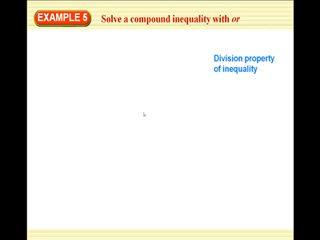 EXAMPLE 5 Solve a compound inequality with or
Division property
of inequality